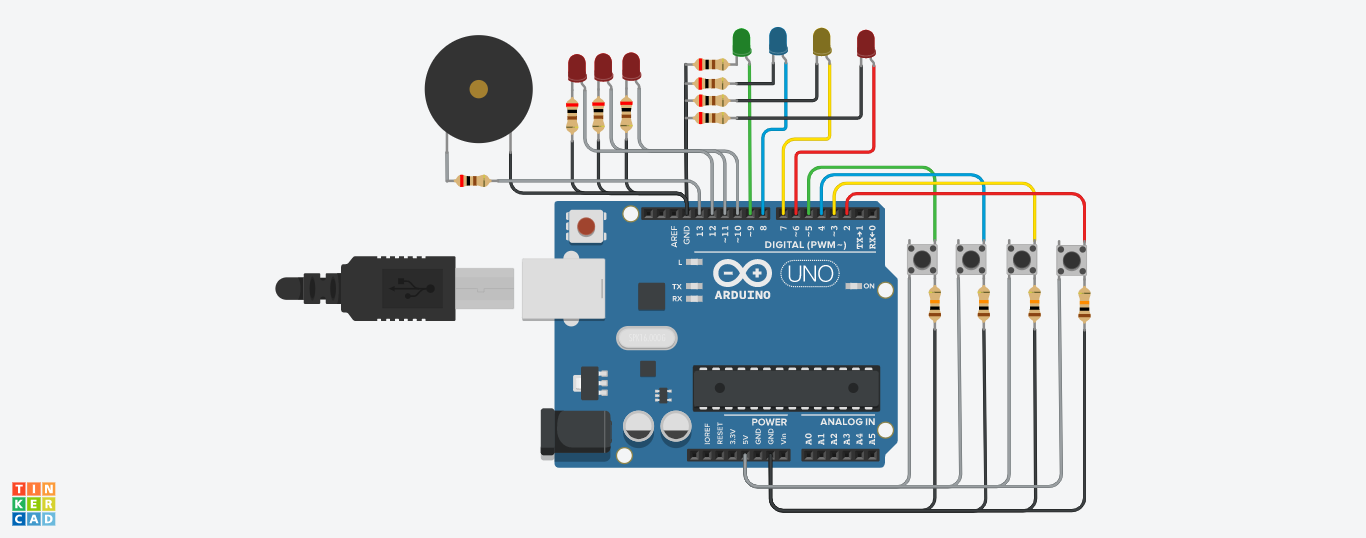 AREF
GND
13
12
~11
~10
~9
8
7
~6
~5
4
~3
2
TX→1
RX←0
DIGITAL (PWM~)
L
TX
RX
ARDUINO
UNO
ON
POWER
ANALOG IN
IOREF
RESET
3.3V
5V
GND
GND
Vin
A0
A1
A2
A3
A4
A5
TIN
KER
CAD